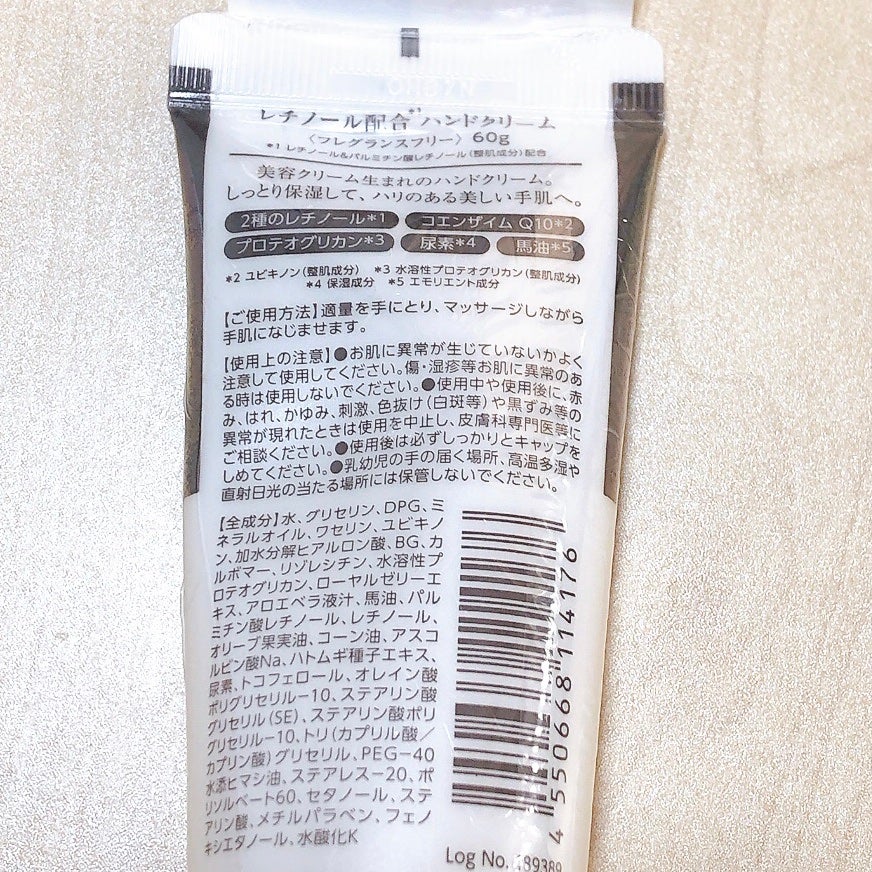 レチノール配合*1ハンドクリーム
〈フレグランスフリー〉 60g
*1 レチノール&パルミチン酸レチノール(整肌成分)配合
美容クリーム生まれのハンドクリーム。
しっとり保湿して、ハリのある美しい手肌へ。
2種のレチノール*1 コエンザイム Q10*2
プロテオグリカン*3 尿素*4 馬油*5
*2 ユビキノン(整肌成分) *3 水溶性プロテオグリカン(整肌成分)
*4 保湿成分 *5 エモリエント成分
【ご使用方法】適量を手にとり、マッサージしながら
手肌になじませます。
【使用上の注意】●お肌に異常が生じていないかよく
注意して使用してください。傷・湿疹等お肌に異常のあ
る時は使用しないでください。●使用中や使用後に、赤
み、はれ、かゆみ、刺激、色抜け(白斑等)や黒ずみ等の
異常が現れたときは使用を中止し、皮膚科専門医等に
ご相談ください。●使用後は必ずしっかりとキャップを
しめてください。●乳幼児の手の届く場所、高温多湿や
直射日光の当たる場所には保管しないでください。
【全成分】水、グリセリン、DPG、ミ
ネラルオイル、ワセリン、ユビキノ
ン、加水分解ヒアルロン酸、BG、カ
ルボマー、リゾレシチン、水溶性プ
ロテオグリカン、ローヤルゼリーエ
キス、アロエベラ液汁、馬油、パル
ミチン酸レチノール、レチノール、
オリーブ果実油、コーン油、アスコ
ルビン酸Na、ハトムギ種子エキス、
尿素、トコフェロール、オレイン酸
ポリグリセリル-10、ステアリン酸
グリセリル(SE)、ステアリン酸ポリ
グリセリル-10、トリ(カプリル酸/
カプリン酸)グリセリル、PEG-40
水添ヒマシ油、ステアレス-20、ポ
リソルベート60、セタノール、ステ
アリン酸、メチルパラベン、フェノ
キシエタノール、水酸化K
4 550668 114176
Log No. 489389